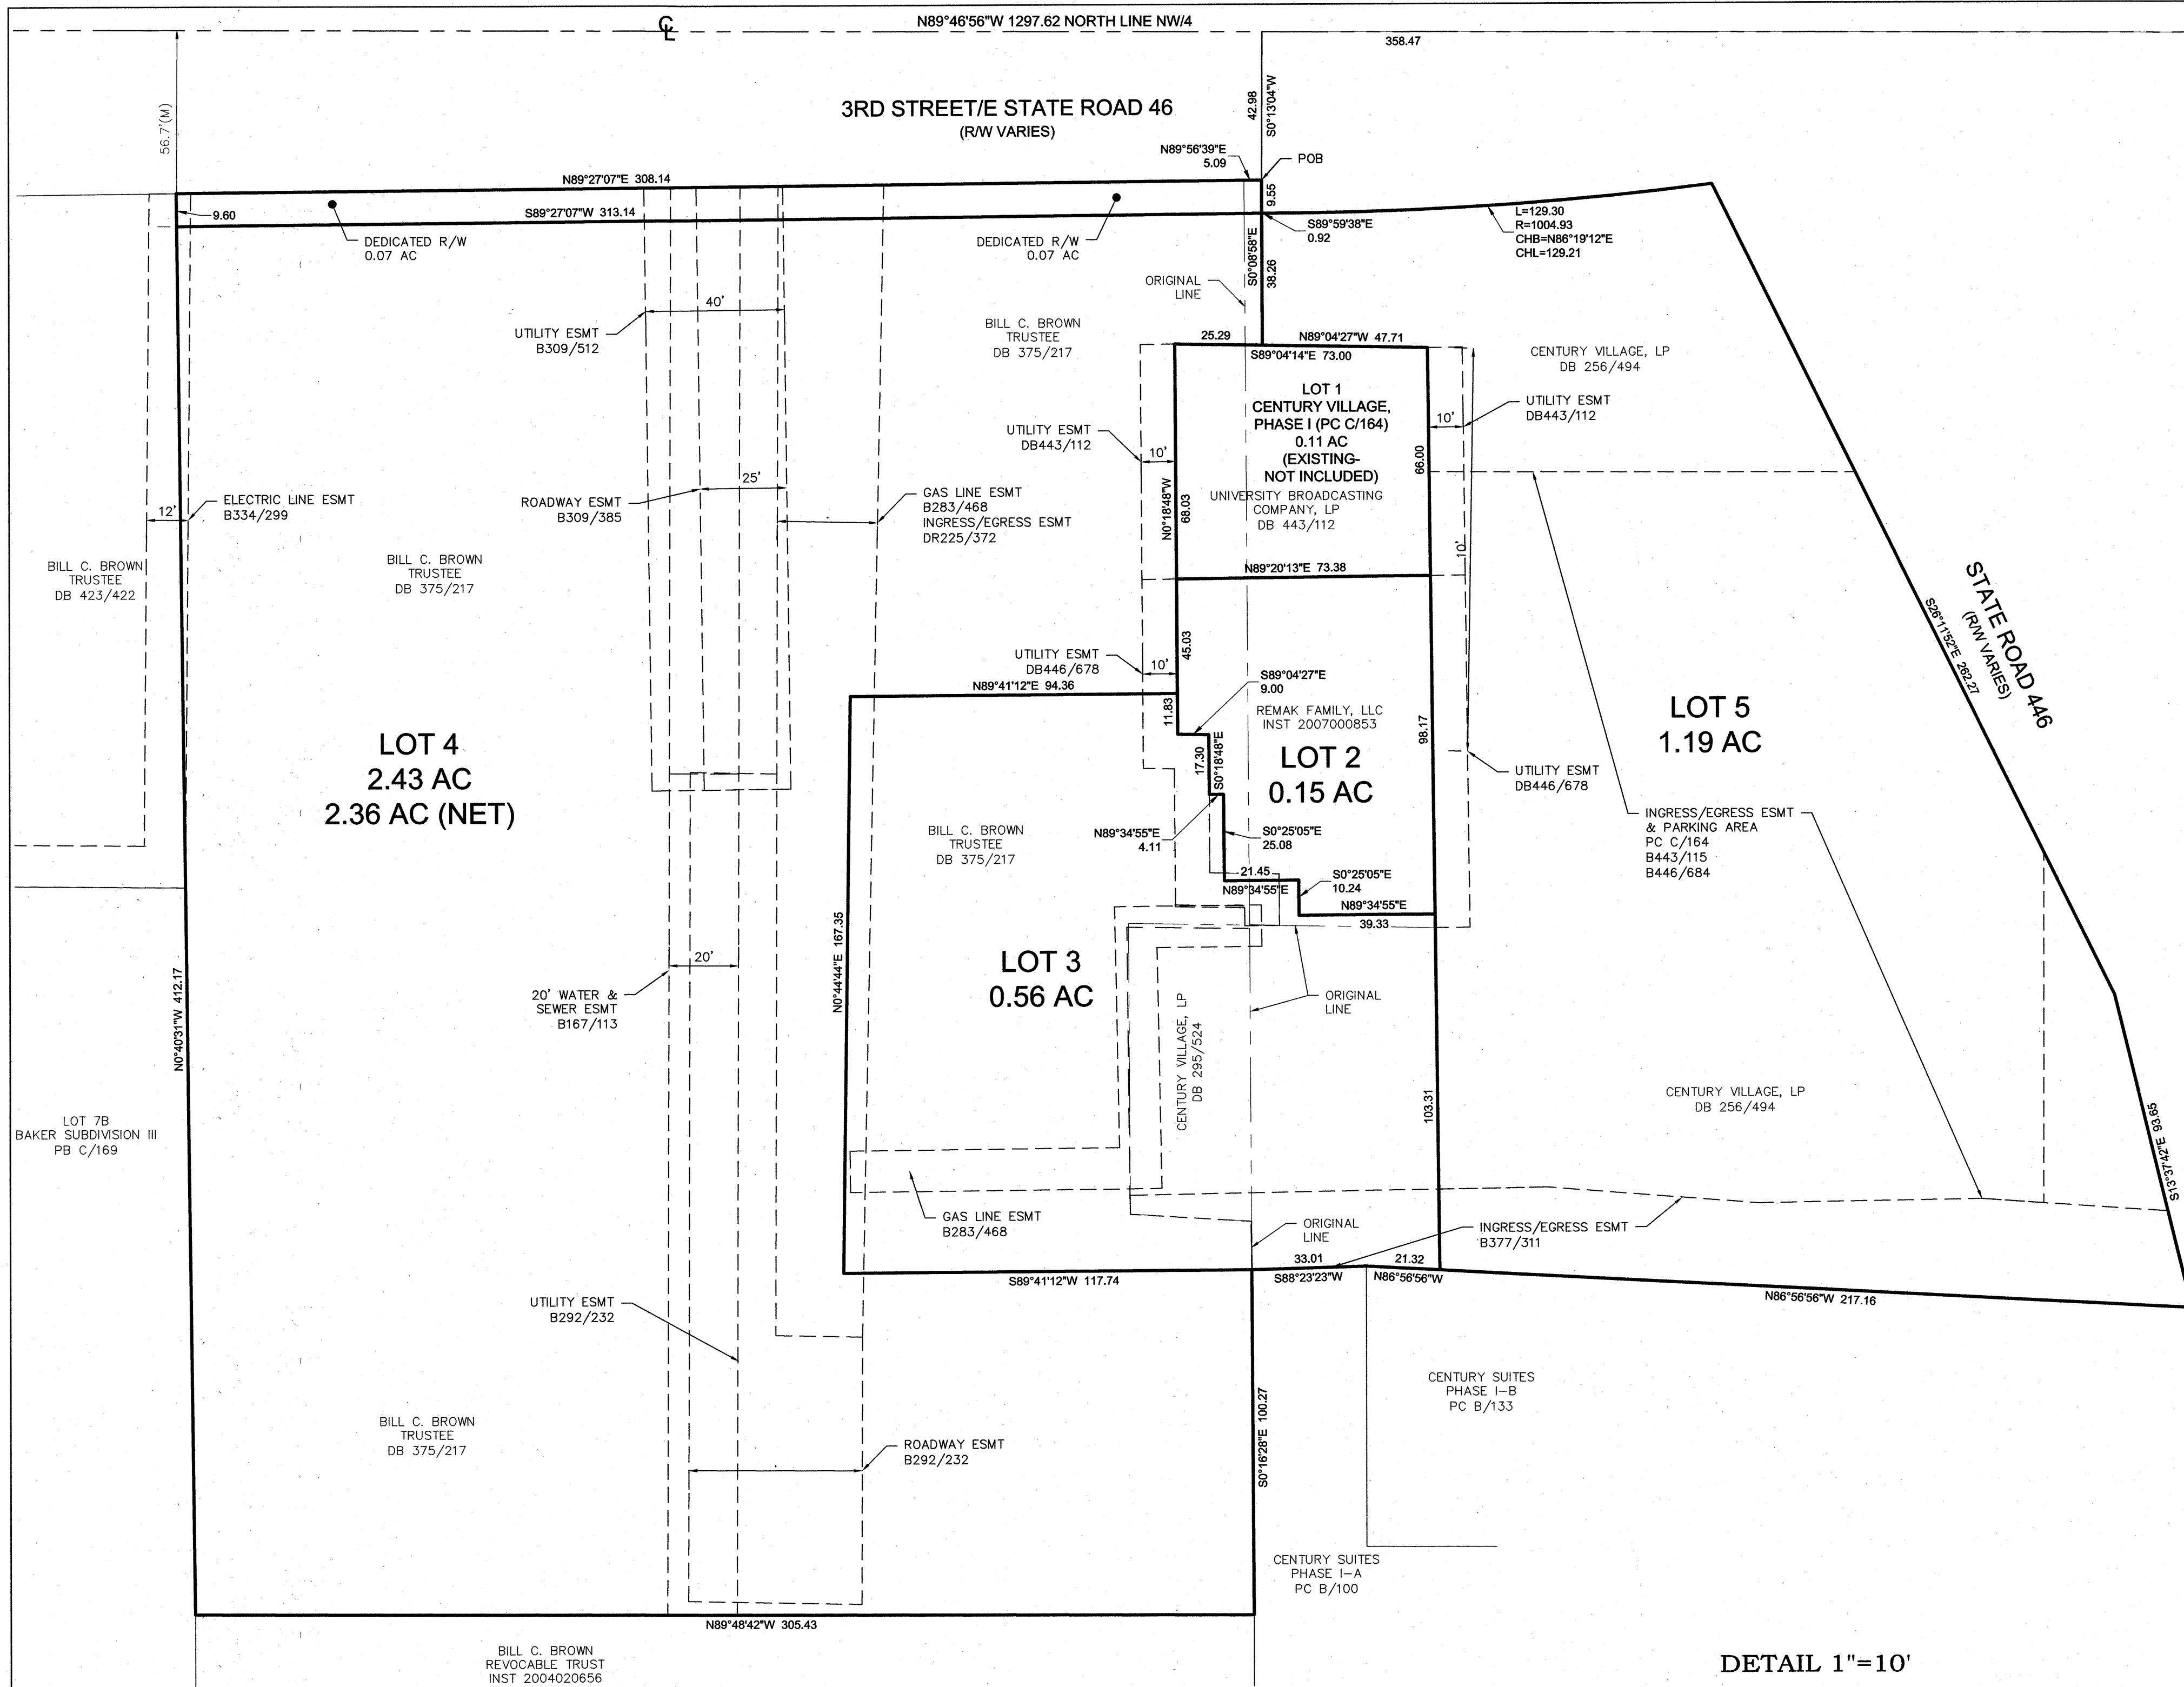 N89°46'56"W 1297.62 NORTH LINE NW/4
℄
358.47
56.7'(M)
3RD STREET/E STATE ROAD 46
(R/W VARIES)
42.98
S0°13'04"W
N89°56'39"E
5.09
POB
N89°27'07"E 308.14
9.60
S89°27'07"W 313.14
9.55
DEDICATED R/W
0.07 AC
DEDICATED R/W
0.07 AC
S89°59'38"E
0.92
L=129.30
R=1004.93
CHB=N86°19'12"E
CHL=129.21
S0°08'58"E
38.26
ORIGINAL
LINE
40'
UTILITY ESMT
B309/512
BILL C. BROWN
TRUSTEE
DB 375/217
25.29
N89°04'27"W 47.71
S89°04'14"E 73.00
CENTURY VILLAGE, LP
DB 256/494
LOT 1
CENTURY VILLAGE,
PHASE I (PC C/164)
0.11 AC
(EXISTING-
NOT INCLUDED)
UNIVERSITY BROADCASTING
COMPANY, LP
DB 443/112
UTILITY ESMT
DB443/112
10'
10'
UTILITY ESMT
DB443/112
66.00
N0°18'48"W
68.03
10'
12'
ELECTRIC LINE ESMT
B334/299
ROADWAY ESMT
B309/385
25'
GAS LINE ESMT
B283/468
INGRESS/EGRESS ESMT
DR225/372
BILL C. BROWN
TRUSTEE
DB 423/422
BILL C. BROWN
TRUSTEE
DB 375/217
N89°20'13"E 73.38
STATE ROAD 446
(R/W VARIES)
S26°11'52"E 262.27
45.03
UTILITY ESMT
DB446/678
10'
N89°41'12"E 94.36
11.83
S89°04'27"E
9.00
REMAK FAMILY, LLC
INST 2007000853
LOT 2
0.15 AC
98.17
LOT 5
1.19 AC
LOT 4
2.43 AC
2.36 AC (NET)
17.30
S0°18'48"E
UTILITY ESMT
DB446/678
N89°34'55"E
4.11
S0°25'05"E
25.08
INGRESS/EGRESS ESMT
& PARKING AREA
PC C/164
B443/115
B446/684
BILL C. BROWN
TRUSTEE
DB 375/217
21.45
N89°34'55"E
S0°25'05"E
10.24
N89°34'55"E
39.33
N0°44'44"E 167.35
LOT 3
0.56 AC
N0°40'31"W 412.17
20'
20' WATER &
SEWER ESMT
B167/113
ORIGINAL
LINE
CENTURY VILLAGE, LP
DB 295/524
103.31
CENTURY VILLAGE, LP
DB 256/494
S13°37'42"E 93.65
LOT 7B
BAKER SUBDIVISION III
PB C/169
GAS LINE ESMT
B283/468
ORIGINAL
LINE
INGRESS/EGRESS ESMT
B377/311
S89°41'12"W 117.74
33.01
S88°23'23"W
21.32
N86°56'56"W
N86°56'56"W 217.16
UTILITY ESMT
B292/232
S0°16'28"E 100.27
CENTURY SUITES
PHASE I-B
PC B/133
BILL C. BROWN
TRUSTEE
DB 375/217
ROADWAY ESMT
B292/232
CENTURY SUITES
PHASE I-A
PC B/100
N89°48'42"W 305.43
BILL C. BROWN
REVOCABLE TRUST
INST 2004020656
DETAIL 1"=10'